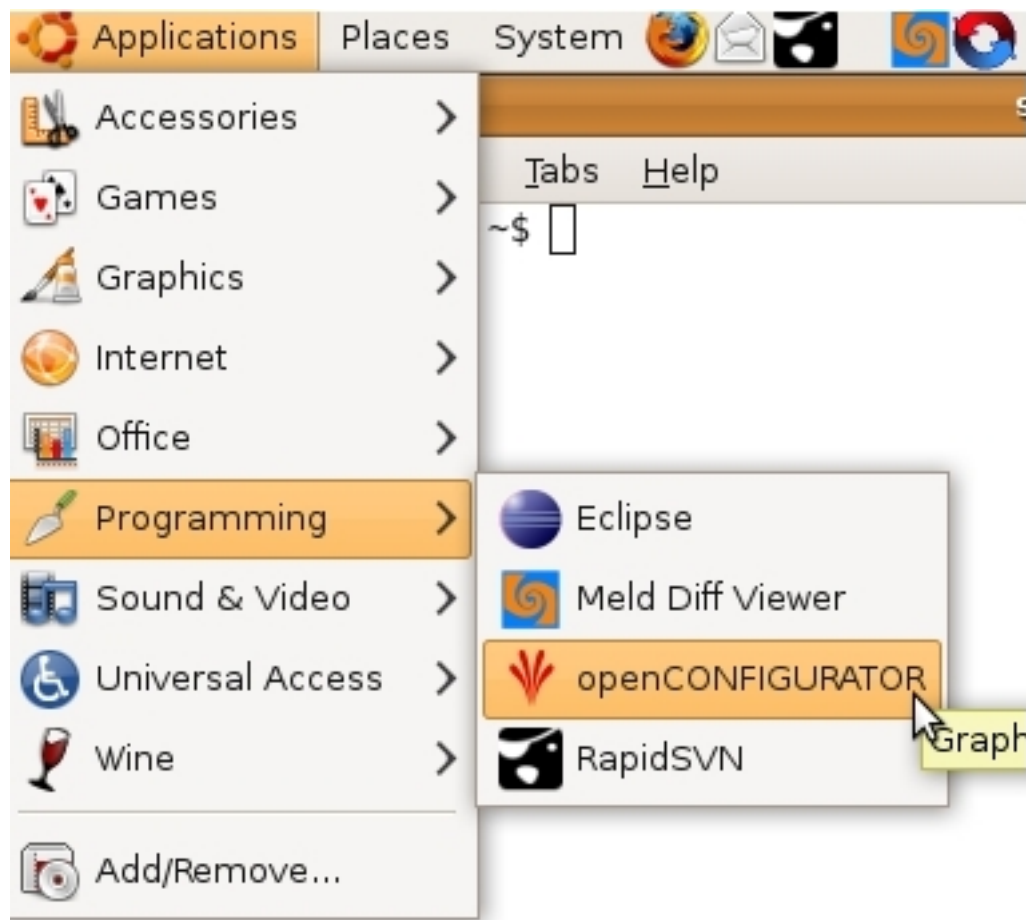 Applications Places System
Accessories
Tabs Help
Games
~$
Graphics
Internet
Office
Programming
Eclipse
Sound & Video
Meld Diff Viewer
Universal Access
openCONFIGURATOR
Wine
RapidSVN
Add/Remove...